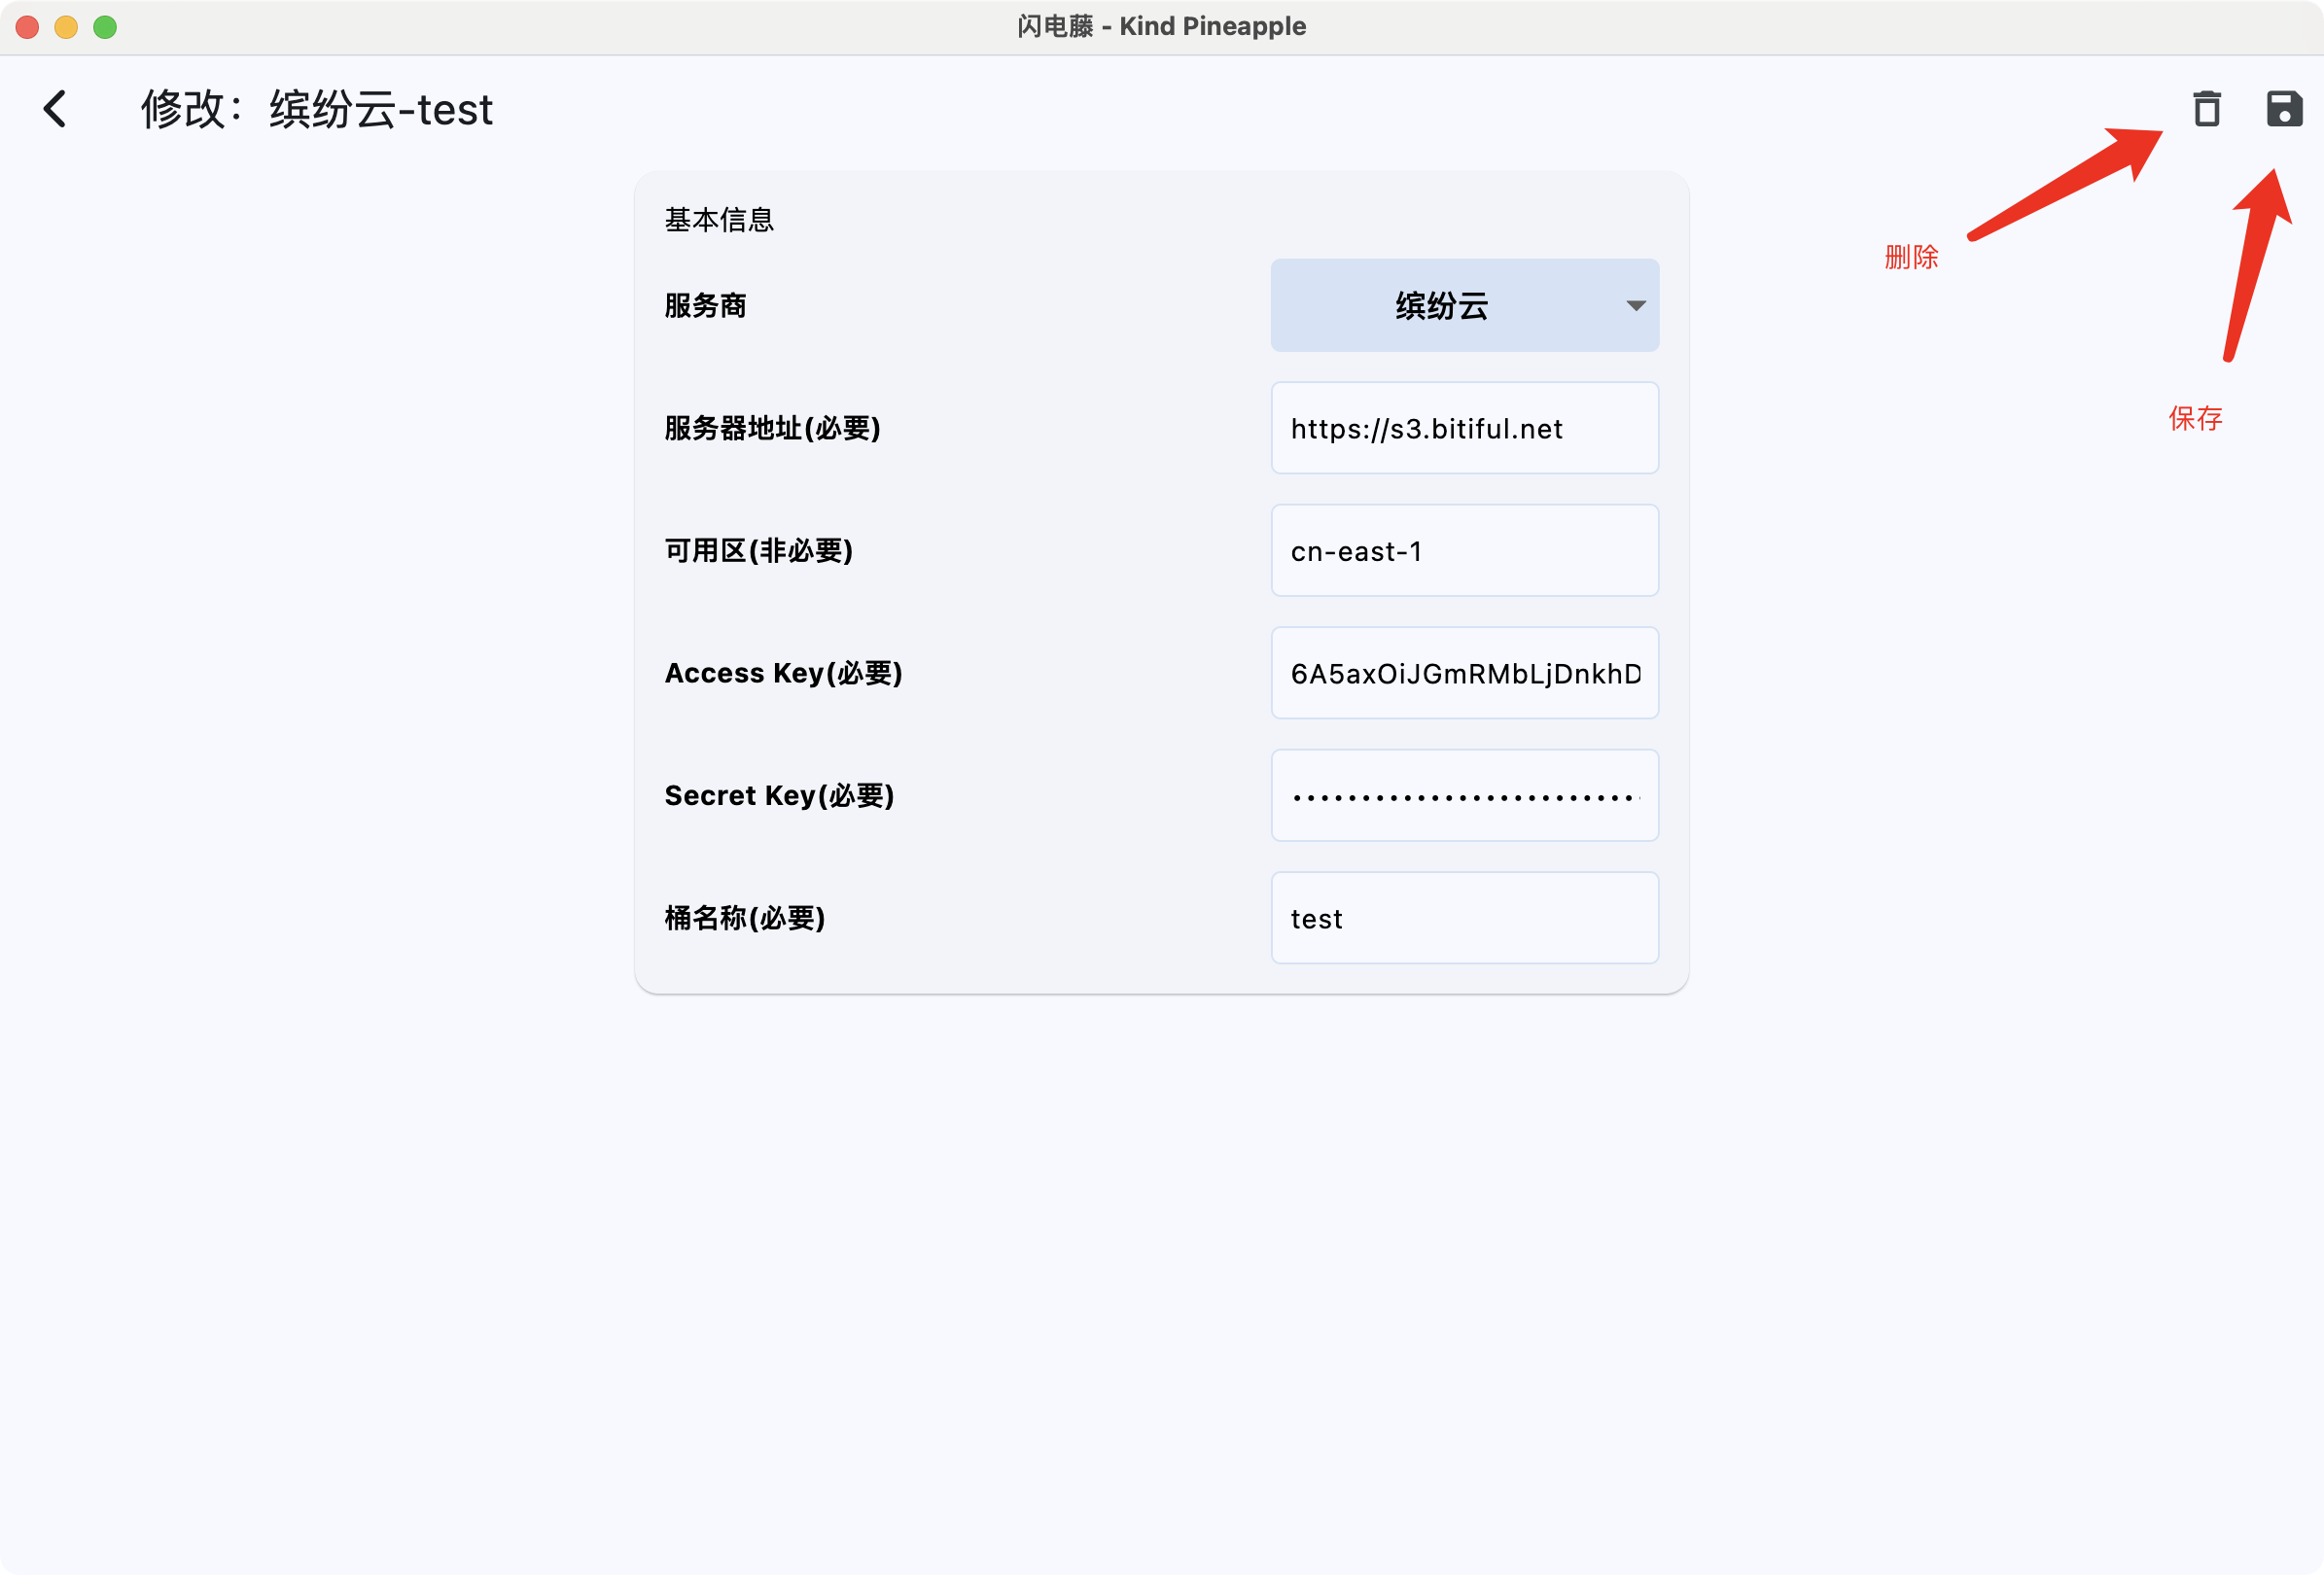 闪电藤 - Kind Pineapple
修改：缤纷云-test
基本信息
服务商
缤纷云
服务器地址(必要)
https://s3.bitiful.net
可用区(非必要)
cn-east-1
Access Key(必要)
6A5axOiJGmRMbLjDnkhD
Secret Key(必要)
桶名称(必要)
test
删除
保存